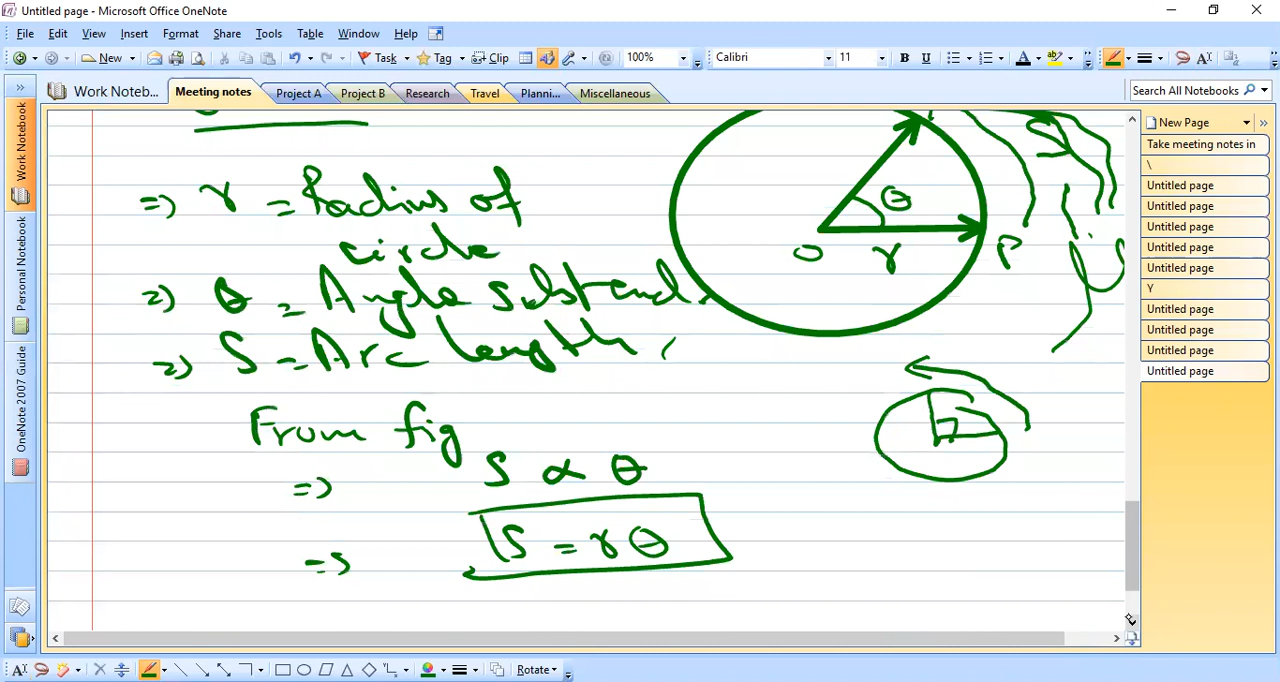 Untitled page - Microsoft Office OneNote
File Edit View Insert Format Share Tools Table Window Help
New Task Tag Clip 100% Calibri 11 B U A
Work Noteb... Meeting notes Project A Project B Research Travel Planni... Miscellaneous Search All Notebooks
Work Notebook
Personal Notebook
OneNote 2007 Guide
=> r = Radius of
circle
=> θ = Angle substend
=> S = Arc length (
From fig
=> S ∝ θ
=> S = rθ
θ
O r P
New Page
Take meeting notes in
\
Untitled page
Untitled page
Untitled page
Untitled page
Untitled page
Y
Untitled page
Untitled page
Untitled page
Untitled page
Rotate